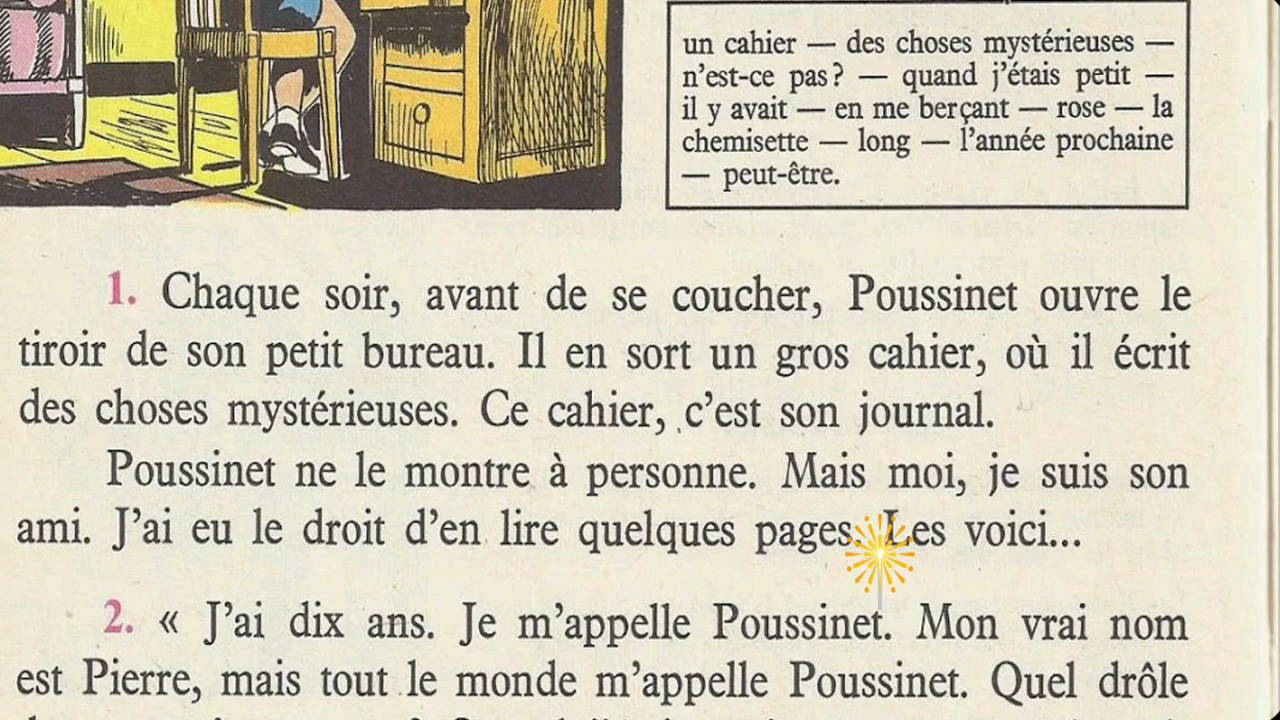 un cahier — des choses mystérieuses —
n'est-ce pas? — quand j'étais petit —
il y avait — en me berçant — rose — la
chemisette — long — l'année prochaine
— peut-être.
1. Chaque soir, avant de se coucher, Poussinet ouvre le
tiroir de son petit bureau. Il en sort un gros cahier, où il écrit
des choses mystérieuses. Ce cahier, c'est son journal.
Poussinet ne le montre à personne. Mais moi, je suis son
ami. J'ai eu le droit d'en lire quelques pages. Les voici...
2. « J'ai dix ans. Je m'appelle Poussinet. Mon vrai nom
est Pierre, mais tout le monde m'appelle Poussinet. Quel drôle